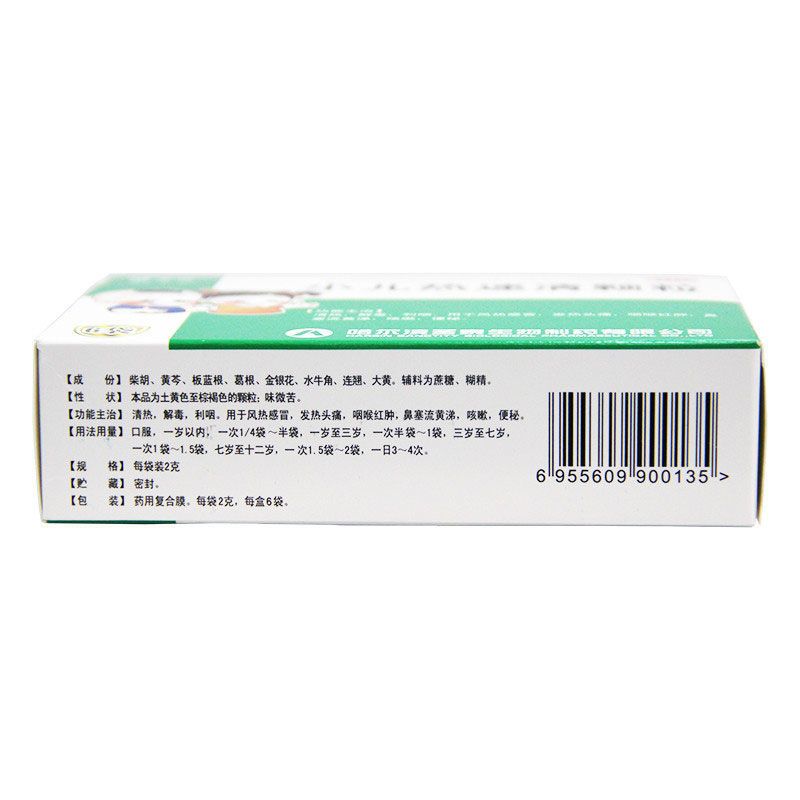 小儿热速清颗粒
【成 份】柴胡、黄芩、板蓝根、葛根、金银花、水牛角、连翘、大黄。辅料为蔗糖、糊精。
【性 状】本品为土黄色至棕褐色的颗粒；味微苦。
【功能主治】清热，解毒，利咽。用于风热感冒，发热头痛，咽喉红肿，鼻塞流黄涕，咳嗽，便秘。
【用法用量】口服，一岁以内，一次1/4袋～半袋，一岁至三岁，一次半袋～1袋，三岁至七岁，
一次1袋～1.5袋，七岁至十二岁，一次1.5袋～2袋，一日3～4次。
【规 格】每袋装2克
【贮 藏】密封。
【包 装】药用复合膜。每袋2克，每盒6袋。
6 955609 900135 >